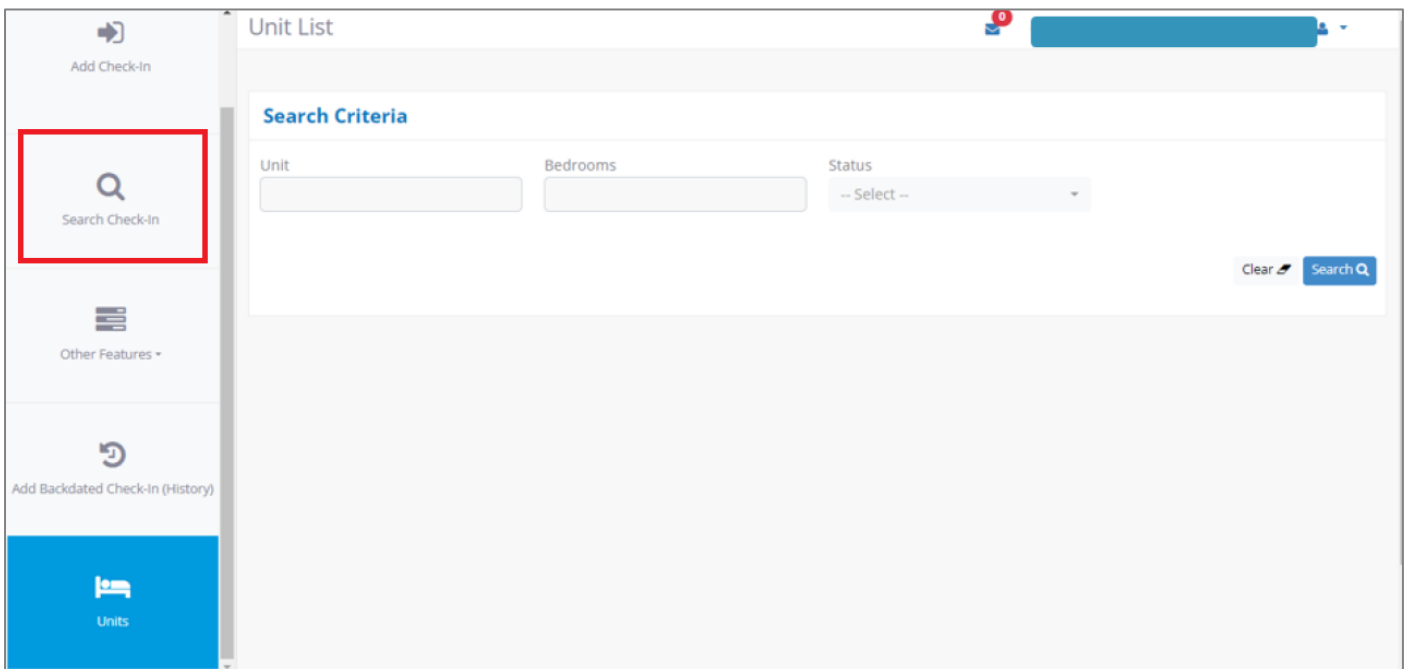 Add Check-In
Search Check-In
Other Features
Add Backdated Check-In (History)
Units
Unit List
0
Search Criteria
Unit
Bedrooms
Status
-- Select --
Clear
Search